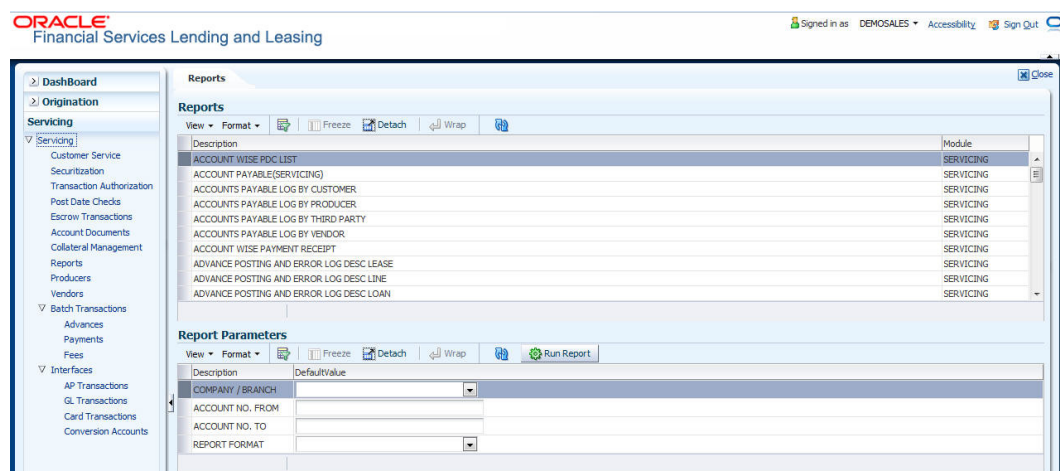 ORACLE
Financial Services Lending and Leasing
Signed in as DEMOSALES Accessibility Sign Out
Close
DashBoard
Origination
Servicing
Servicing
Customer Service
Securitization
Transaction Authorization
Post Date Checks
Escrow Transactions
Account Documents
Collateral Management
Reports
Producers
Vendors
Batch Transactions
Advances
Payments
Fees
Interfaces
AP Transactions
GL Transactions
Card Transactions
Conversion Accounts
Reports
Reports
View Format Freeze Detach Wrap
Description Module
ACCOUNT WISE PDC LIST SERVICING
ACCOUNT PAYABLE(SERVICING) SERVICING
ACCOUNTS PAYABLE LOG BY CUSTOMER SERVICING
ACCOUNTS PAYABLE LOG BY PRODUCER SERVICING
ACCOUNTS PAYABLE LOG BY THIRD PARTY SERVICING
ACCOUNTS PAYABLE LOG BY VENDOR SERVICING
ACCOUNT WISE PAYMENT RECEIPT SERVICING
ADVANCE POSTING AND ERROR LOG DESC LEASE SERVICING
ADVANCE POSTING AND ERROR LOG DESC LINE SERVICING
ADVANCE POSTING AND ERROR LOG DESC LOAN SERVICING
Report Parameters
View Format Freeze Detach Wrap Run Report
Description DefaultValue
COMPANY / BRANCH
ACCOUNT NO. FROM
ACCOUNT NO. TO
REPORT FORMAT